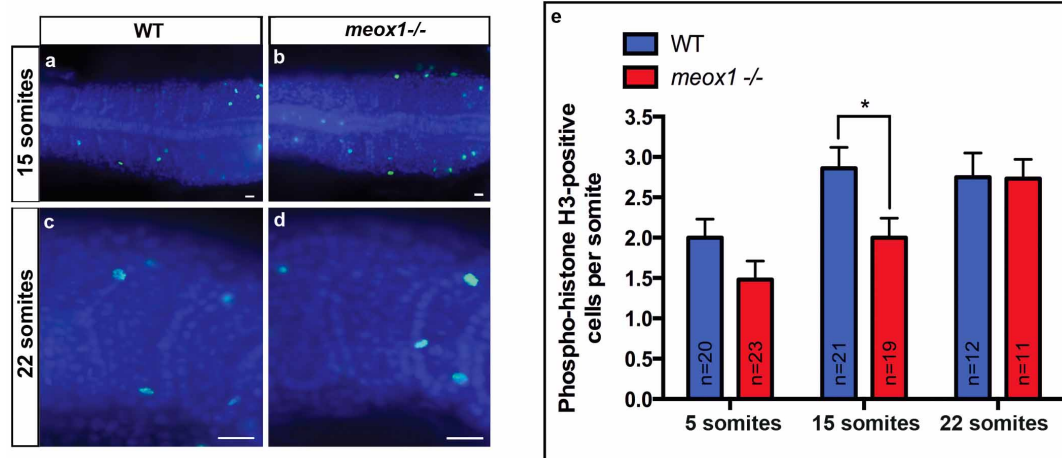 WT
meox1-/-
15 somites
a
b
22 somites
c
d
e
WT
meox1 -/-
Phospho-histone H3-positive
cells per somite
3.5
3.0
2.5
2.0
1.5
1.0
0.5
0.0
*
n=20
n=23
n=21
n=19
n=12
n=11
5 somites
15 somites
22 somites